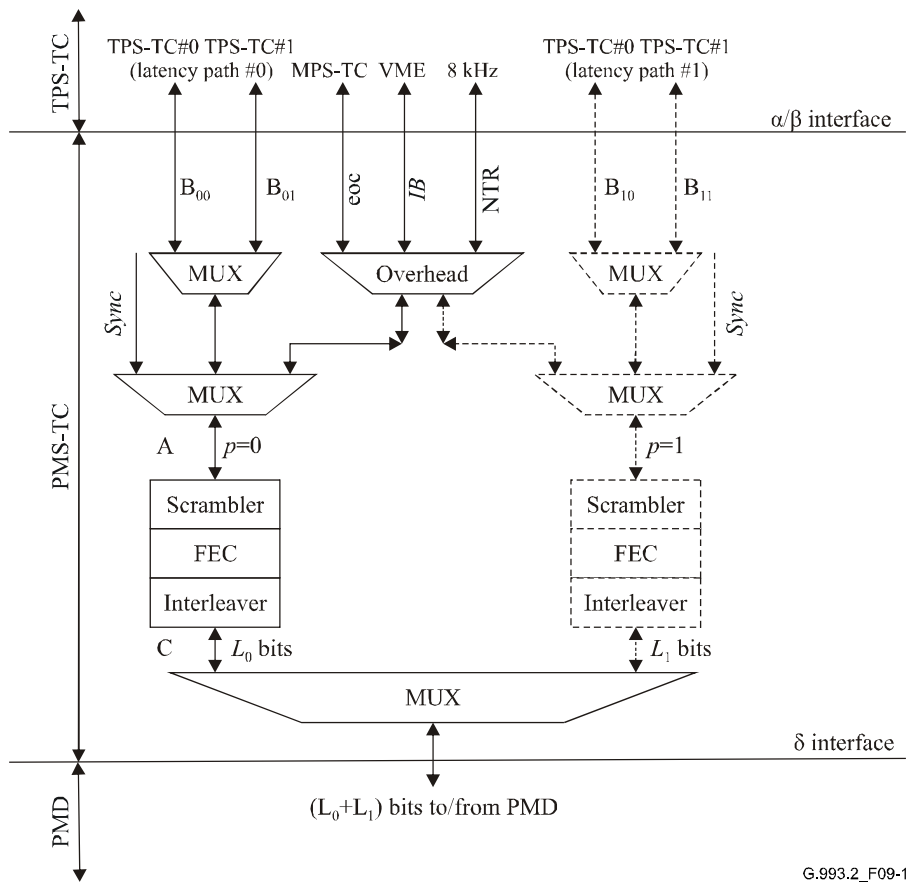 TPS-TC
TPS-TC#0 TPS-TC#1
(latency path #0)
MPS-TC VME 8 kHz
TPS-TC#0 TPS-TC#1
(latency path #1)
α/β interface
PMS-TC
B₀₀
B₀₁
eoc
IB
NTR
B₁₀
B₁₁
Sync
MUX
Overhead
MUX
Sync
MUX
MUX
A
p=0
p=1
Scrambler
FEC
Interleaver
Scrambler
FEC
Interleaver
C
L₀ bits
L₁ bits
MUX
δ interface
PMD
(L₀+L₁) bits to/from PMD
G.993.2_F09-1